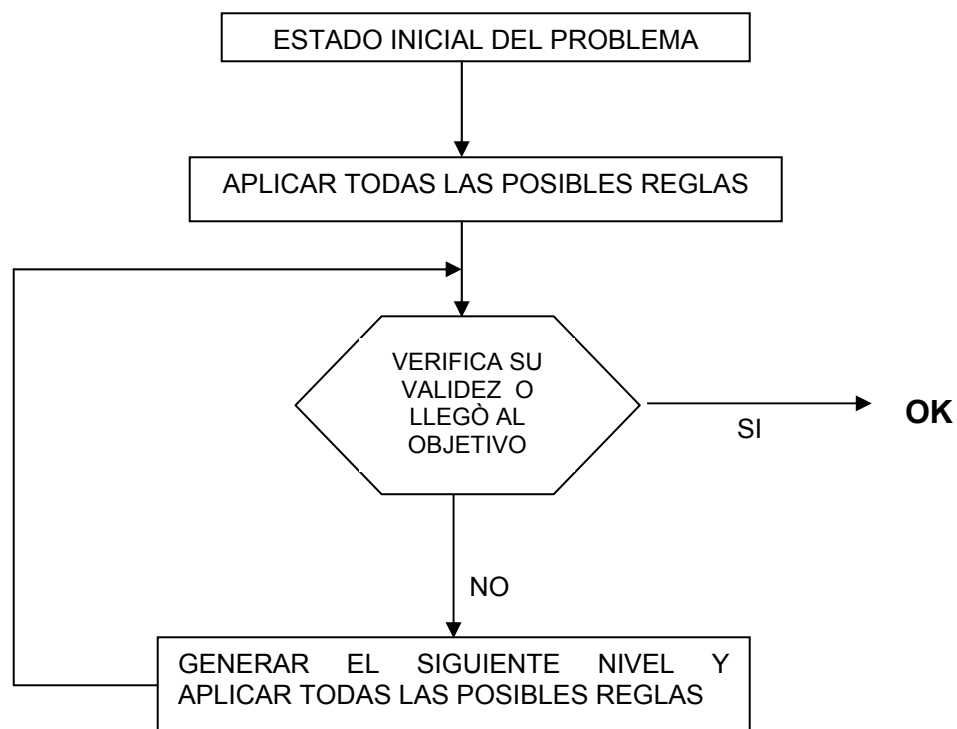 ESTADO INICIAL DEL PROBLEMA
APLICAR TODAS LAS POSIBLES REGLAS
VERIFICA SU
VALIDEZ O
LLEGÒ AL
OBJETIVO
SI
OK
NO
GENERAR EL SIGUIENTE NIVEL Y
APLICAR TODAS LAS POSIBLES REGLAS